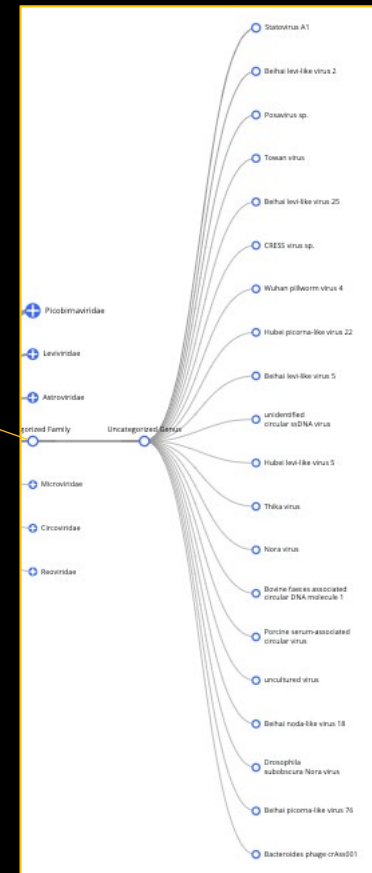 Statovirus A1
Beihai levi-like virus 2
Posavirus sp.
Towan virus
Beihai levi-like virus 25
CRESS virus sp.
Wuhan pillworm virus 4
Picobirnaviridae
Hubei picorna-like virus 22
Leviviridae
Beihai levi-like virus 5
Astroviridae
unidentified
circular ssDNA virus
gorized Family
Uncategorized Genus
Hubei levi-like virus 5
Microviridae
Thika virus
Circoviridae
Nora virus
Reoviridae
Bovine faeces associated
circular DNA molecule 1
Porcine serum-associated
circular virus
uncultured virus
Beihai noda-like virus 18
Drosophila
subobscura Nora virus
Beihai picorna-like virus 76
Bacteroides phage crAss001